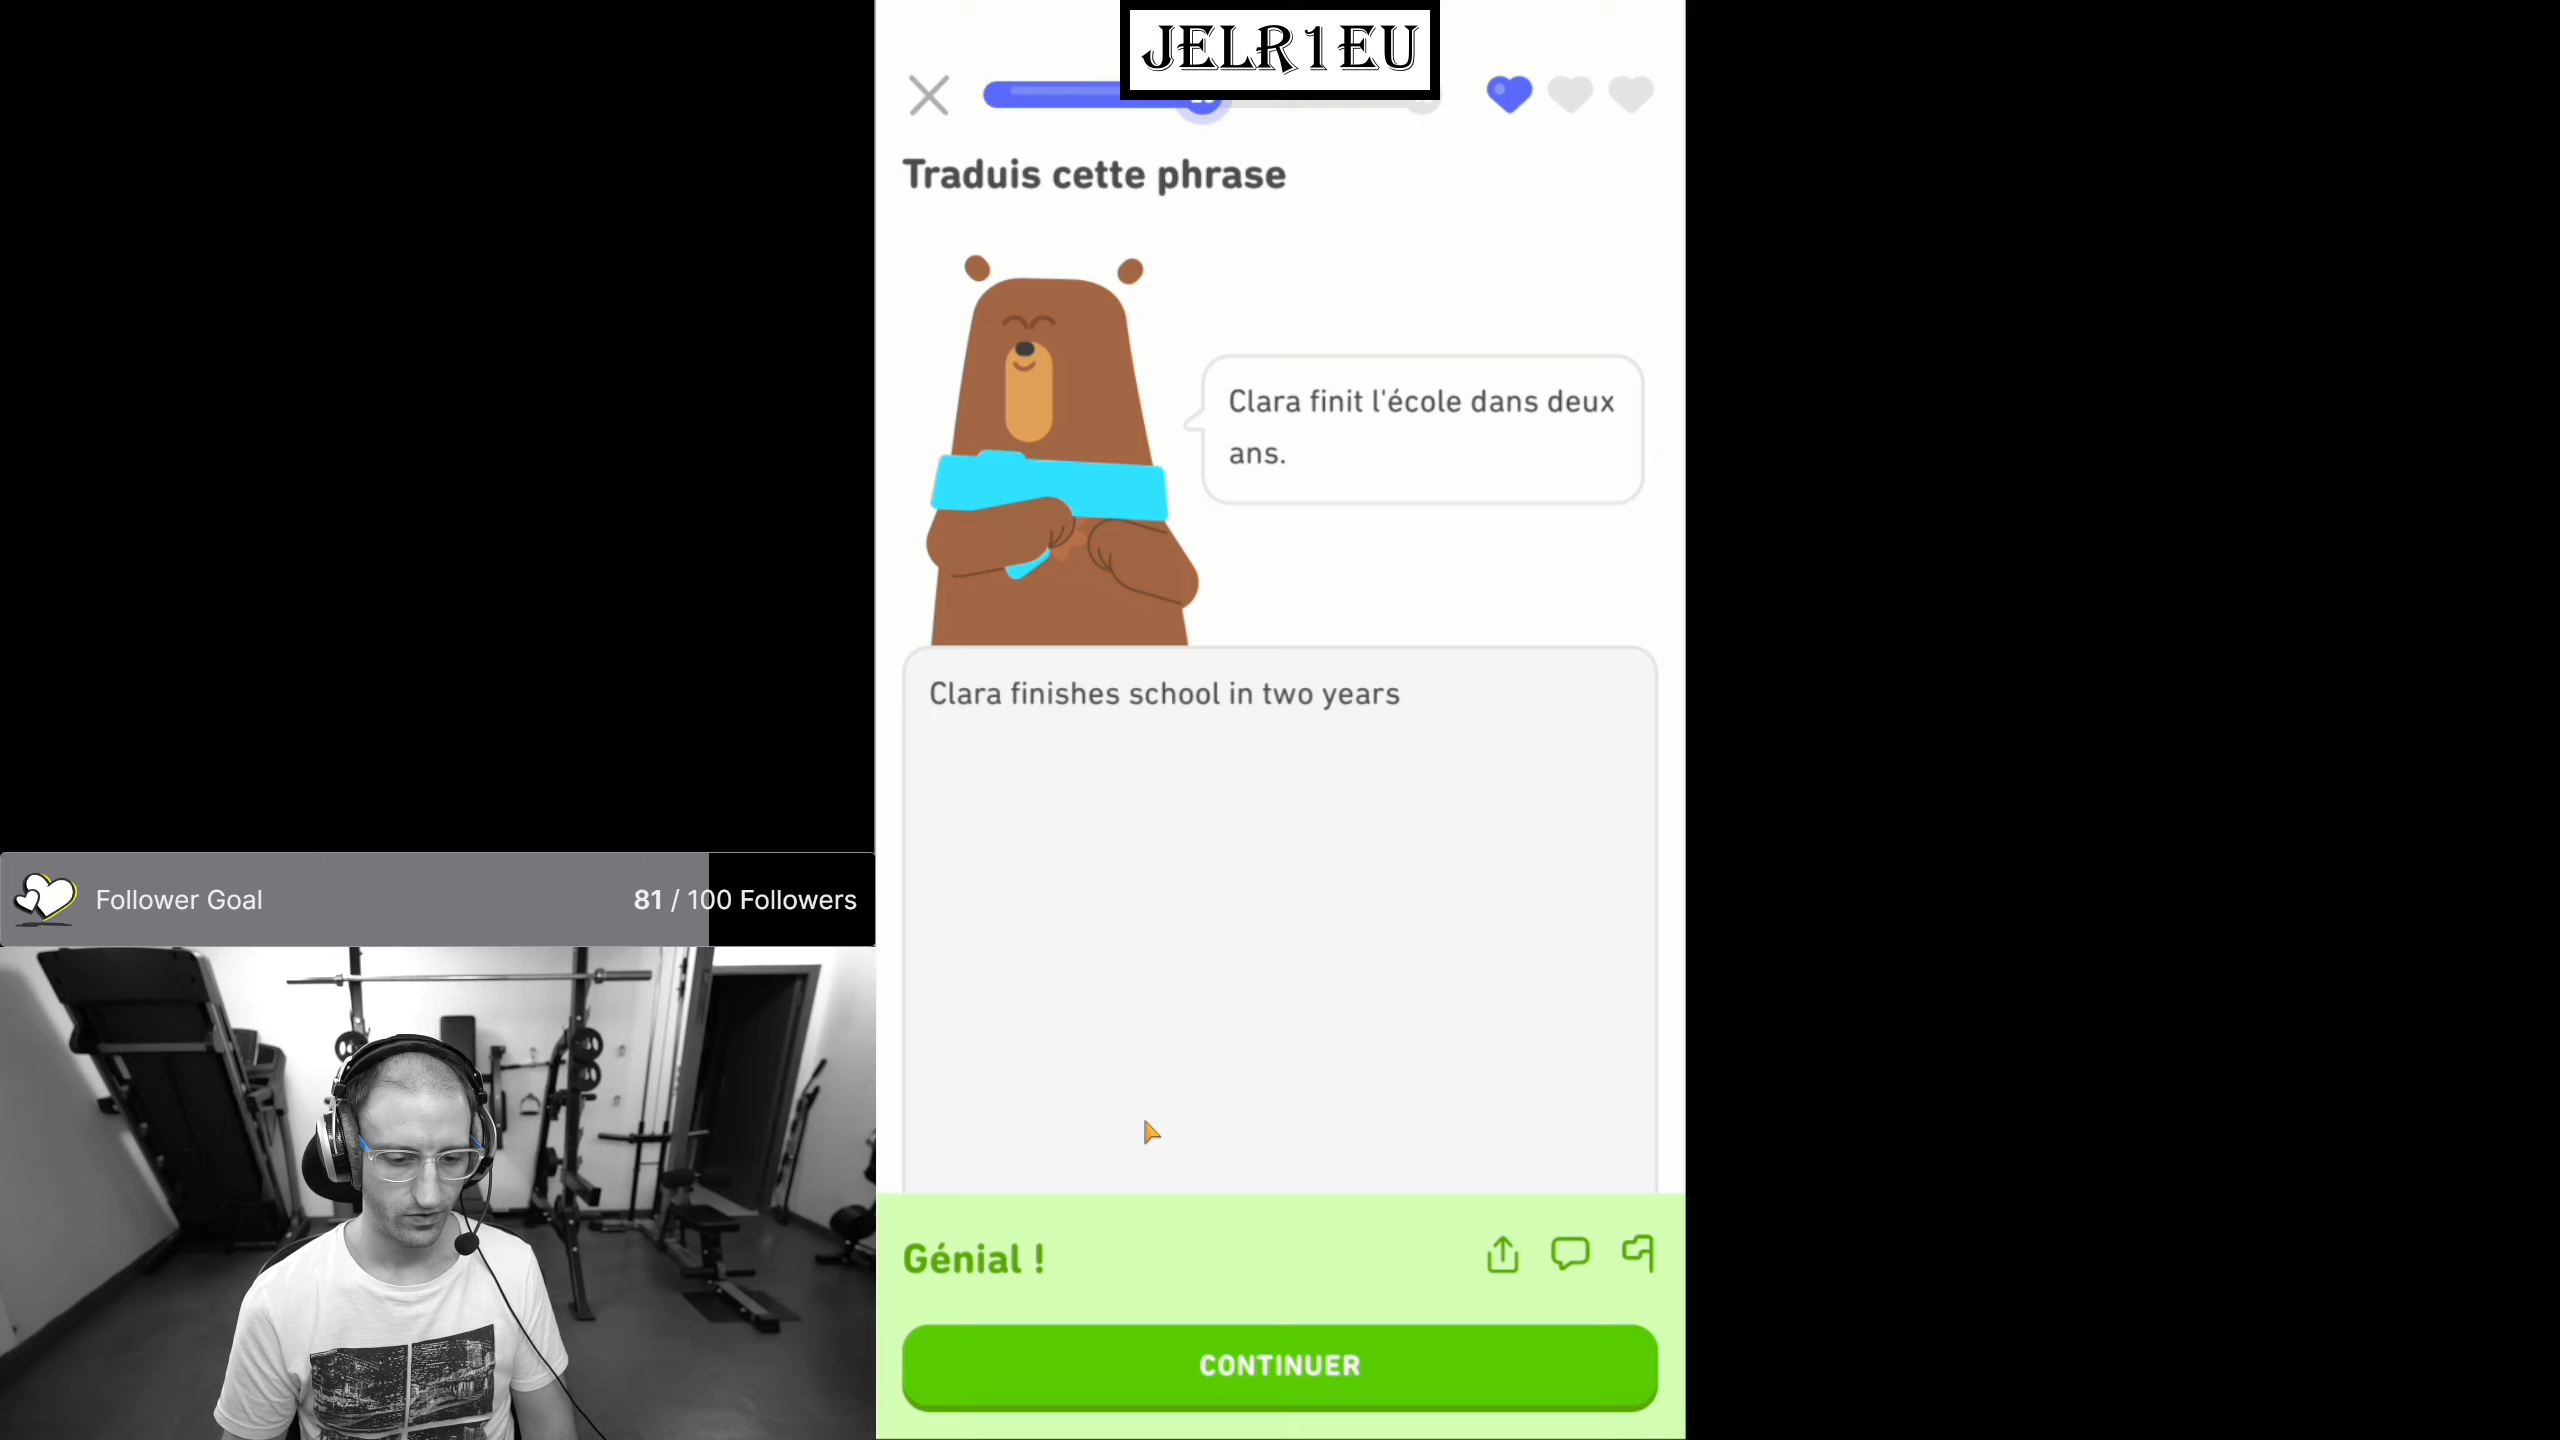 JELR1EU
Traduis cette phrase
Clara finit l'école dans deux
ans.
Clara finishes school in two years
Follower Goal
81 / 100 Followers
Génial !
CONTINUER